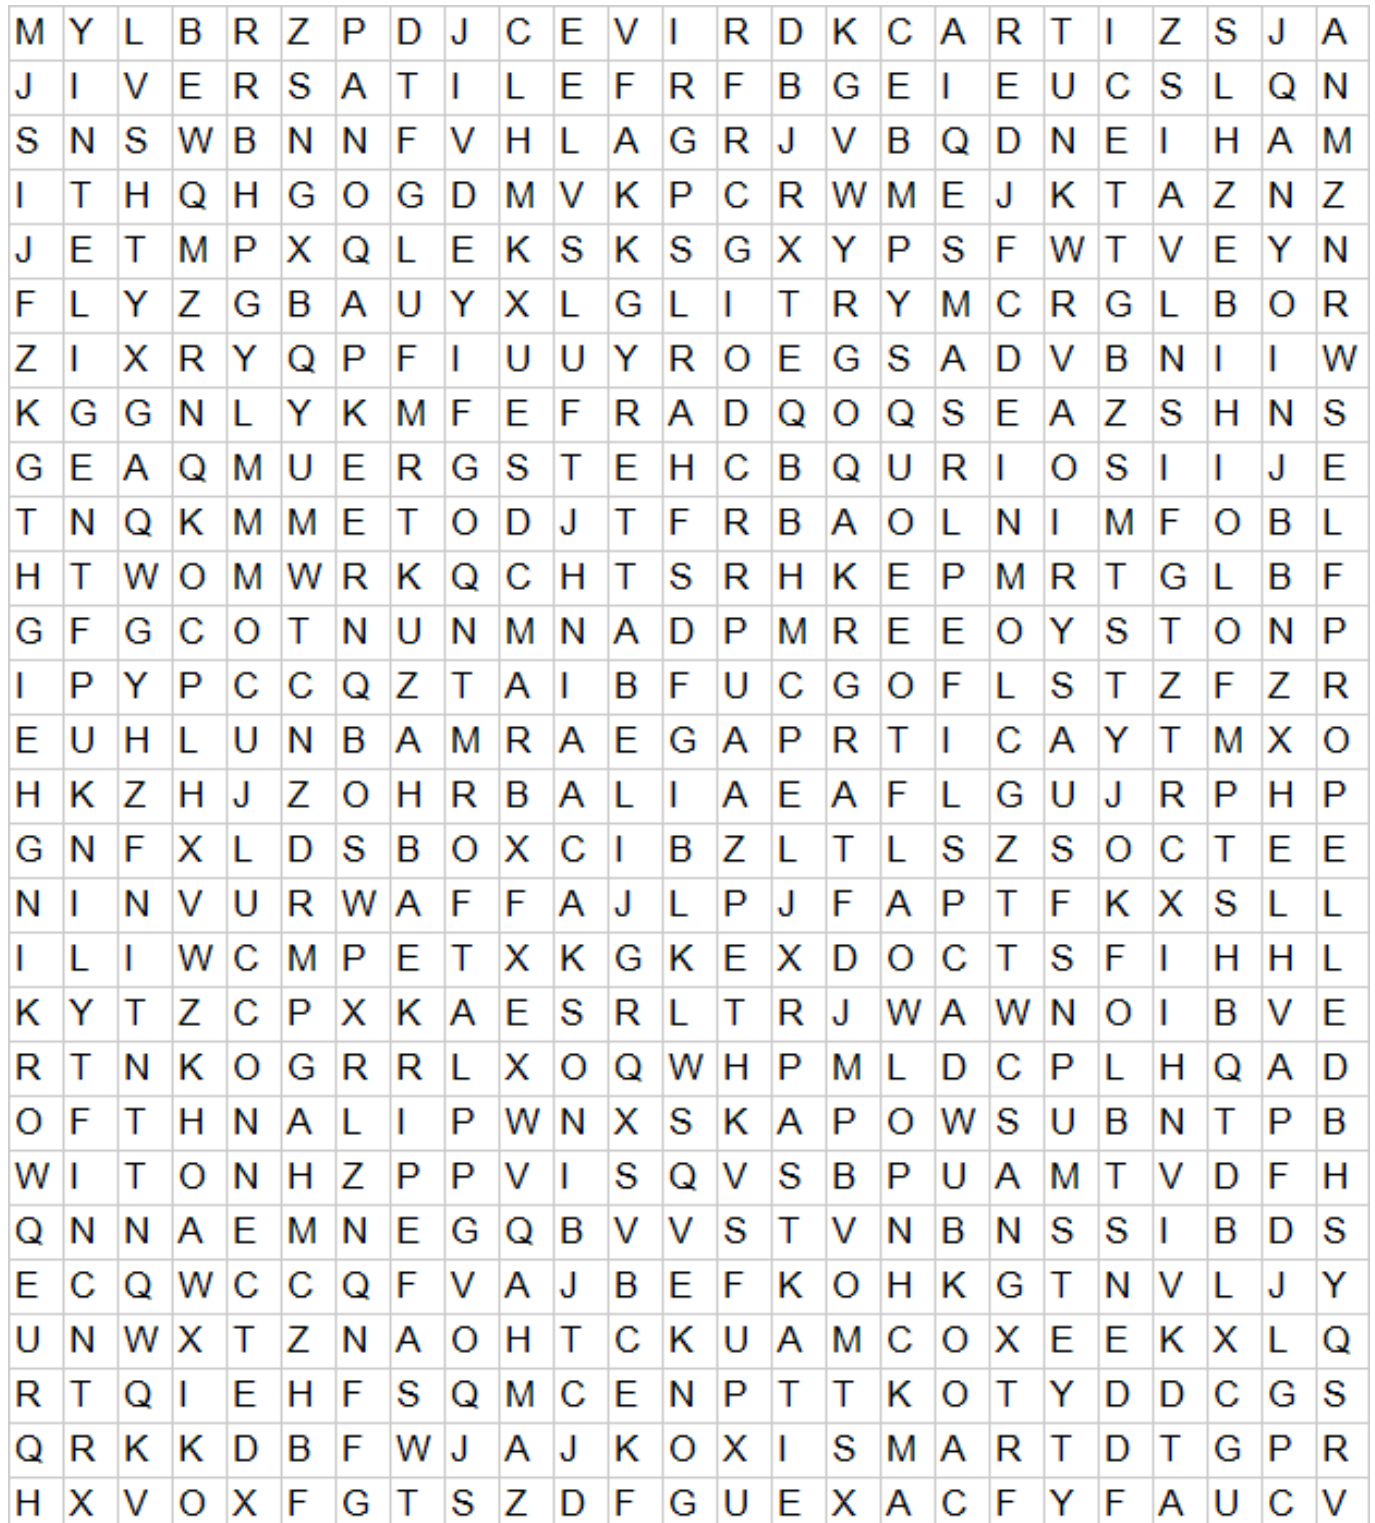 M Y L B R Z P D J C E V I R D K C A R T I Z S J A
J I V E R S A T I L E F R F B G E I E U C S L Q N
S N S W B N N F V H L A G R J V B Q D N E I H A M
I T H Q H G O G D M V K P C R W M E J K T A Z N Z
J E T M P X Q L E K S K S G X Y P S F W T V E Y N
F L Y Z G B A U Y X L G L I T R Y M C R G L B O R
Z I X R Y Q P F I U U Y R O E G S A D V B N I I W
K G G N L Y K M F E F R A D Q O Q S E A Z S H N S
G E A Q M U E R G S T E H C B Q U R I O S I I J E
T N Q K M M E T O D J T F R B A O L N I M F O B L
H T W O M W R K Q C H T S R H K E P M R T G L B F
G F G C O T N U N M N A D P M R E E O Y S T O N P
I P Y P C C Q Z T A I B F U C G O F L S T Z F Z R
E U H L U N B A M R A E G A P R T I C A Y T M X O
H K Z H J Z O H R B A L I A E A F L G U J R P H P
G N F X L D S B O X C I B Z L T L S Z S O C T E E
N I N V U R W A F F A J L P J F A P T F K X S L L
I L I W C M P E T X K G K E X D O C T S F I H H L
K Y T Z C P X K A E S R L T R J W A W N O I B V E
R T N K O G R R L X O Q W H P M L D C P L H Q A D
O F T H N A L I P W N X S K A P O W S U B N T P B
W I T O N H Z P P V I S Q V S B P U A M T V D F H
Q N N A E M N E G Q B V V S T V N B N S S I B D S
E C Q W C C Q F V A J B E F K O H K G T N V L J Y
U N W X T Z N A O H T C K U A M C O X E E K X L Q
R T Q I E H F S Q M C E N P T T K O T Y D D C G S
Q R K K D B F W J A J K O X I S M A R T D T G P R
H X V O X F G T S Z D F G U E X A C F Y F A U C V